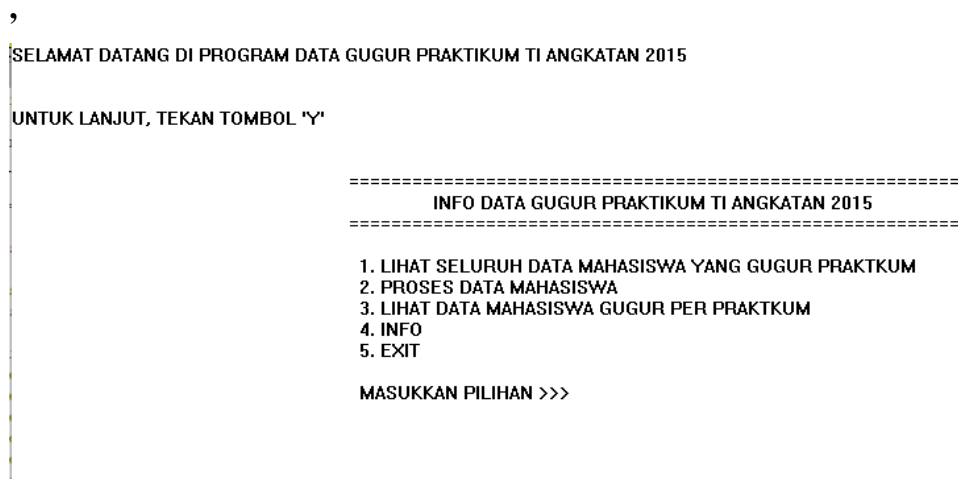 ,
SELAMAT DATANG DI PROGRAM DATA GUGUR PRAKTIKUM TI ANGKATAN 2015
UNTUK LANJUT, TEKAN TOMBOL 'Y'
==========================================================
INFO DATA GUGUR PRAKTIKUM TI ANGKATAN 2015
==========================================================
1. LIHAT SELURUH DATA MAHASISWA YANG GUGUR PRAKTKUM
2. PROSES DATA MAHASISWA
3. LIHAT DATA MAHASISWA GUGUR PER PRAKTKUM
4. INFO
5. EXIT
MASUKKAN PILIHAN >>>